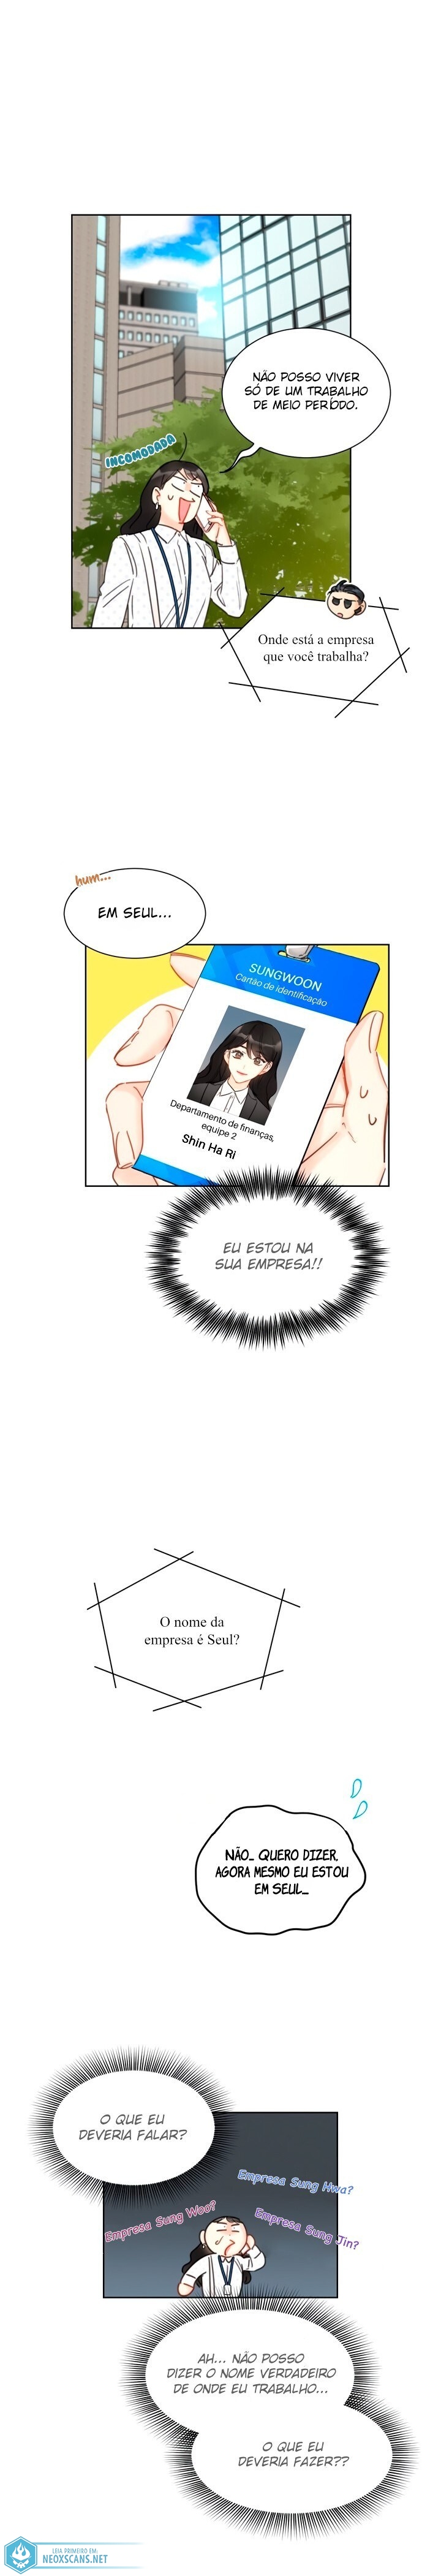 NÃO POSSO VIVER
SÓ DE UM TRABALHO
DE MEIO PERÍODO.
INCOMODADA
Onde está a empresa
que você trabalha?
hum...
EM SEUL...
SUNGWOON
Cartão de identificação
Departamento de finanças,
equipe 2
Shin Ha Ri
EU ESTOU NA
SUA EMPRESA!!
O nome da
empresa é Seul?
NÃO... QUERO DIZER,
AGORA MESMO EU ESTOU
EM SEUL...
O QUE EU
DEVERIA FALAR?
Empresa Sung Hwa?
Empresa Sung Woo?
Empresa Sung Jin?
AH... NÃO POSSO
DIZER O NOME VERDADEIRO
DE ONDE EU TRABALHO...
O QUE EU
DEVERIA FAZER??
LEIA PRIMEIRO EM:
NEOXSCANS.NET